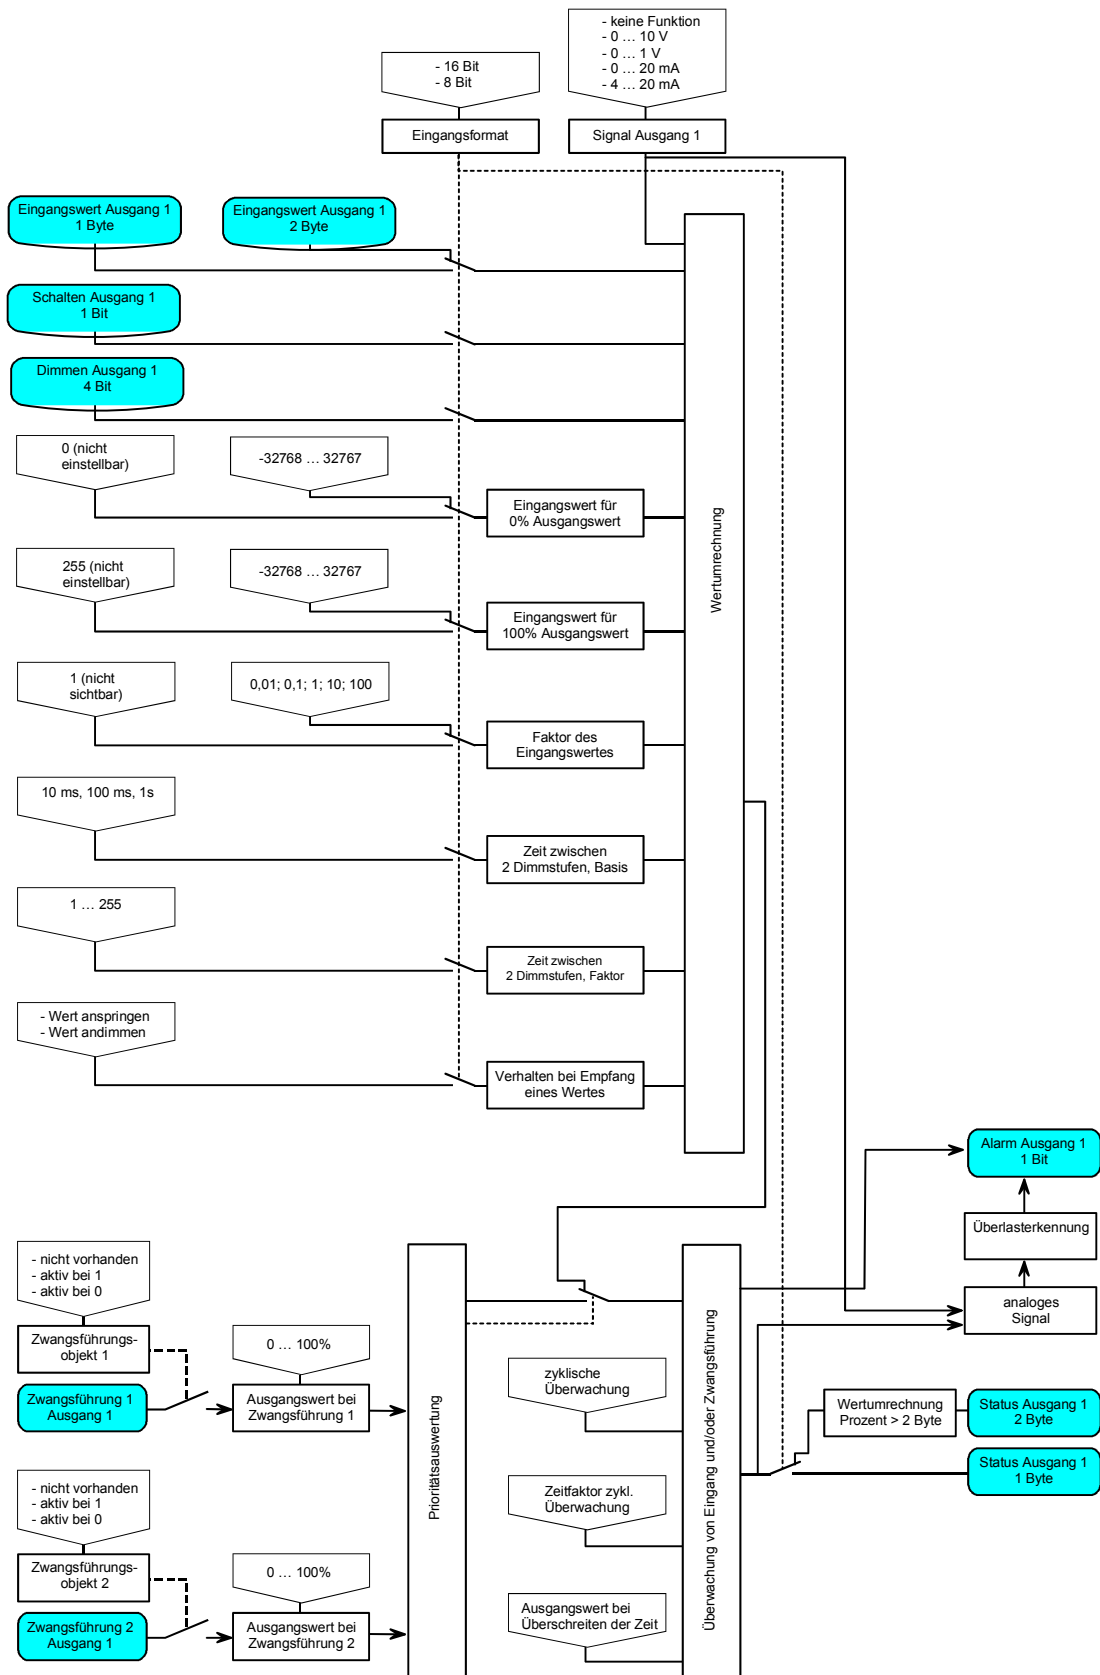 - keine Funktion
- 0 … 10 V
- 0 … 1 V
- 0 … 20 mA
- 4 … 20 mA
- 16 Bit
- 8 Bit
Eingangsformat
Signal Ausgang 1
Eingangswert Ausgang 1
1 Byte
Eingangswert Ausgang 1
2 Byte
Schalten Ausgang 1
1 Bit
Dimmen Ausgang 1
4 Bit
0 (nicht
einstellbar)
-32768 … 32767
Eingangswert für
0% Ausgangswert
255 (nicht
einstellbar)
-32768 … 32767
Eingangswert für
100% Ausgangswert
1 (nicht
sichtbar)
0,01; 0,1; 1; 10; 100
Faktor des
Eingangswertes
10 ms, 100 ms, 1s
Zeit zwischen
2 Dimmstufen, Basis
1 … 255
Zeit zwischen
2 Dimmstufen, Faktor
- Wert anspringen
- Wert andimmen
Verhalten bei Empfang
eines Wertes
Wertumrechnung
Alarm Ausgang 1
1 Bit
Überlasterkennung
analoges
Signal
- nicht vorhanden
- aktiv bei 1
- aktiv bei 0
Zwangsführungs-
objekt 1
0 … 100%
Zwangsführung 1
Ausgang 1
Ausgangswert bei
Zwangsführung 1
zyklische
Überwachung
Wertumrechnung
Prozent > 2 Byte
Status Ausgang 1
2 Byte
Status Ausgang 1
1 Byte
- nicht vorhanden
- aktiv bei 1
- aktiv bei 0
Zeitfaktor zykl.
Überwachung
Zwangsführungs-
objekt 2
0 … 100%
Zwangsführung 2
Ausgang 1
Ausgangswert bei
Zwangsführung 2
Ausgangswert bei
Überschreiten der Zeit
Prioritätsauswertung
Überwachung von Eingang und/oder Zwangsführung